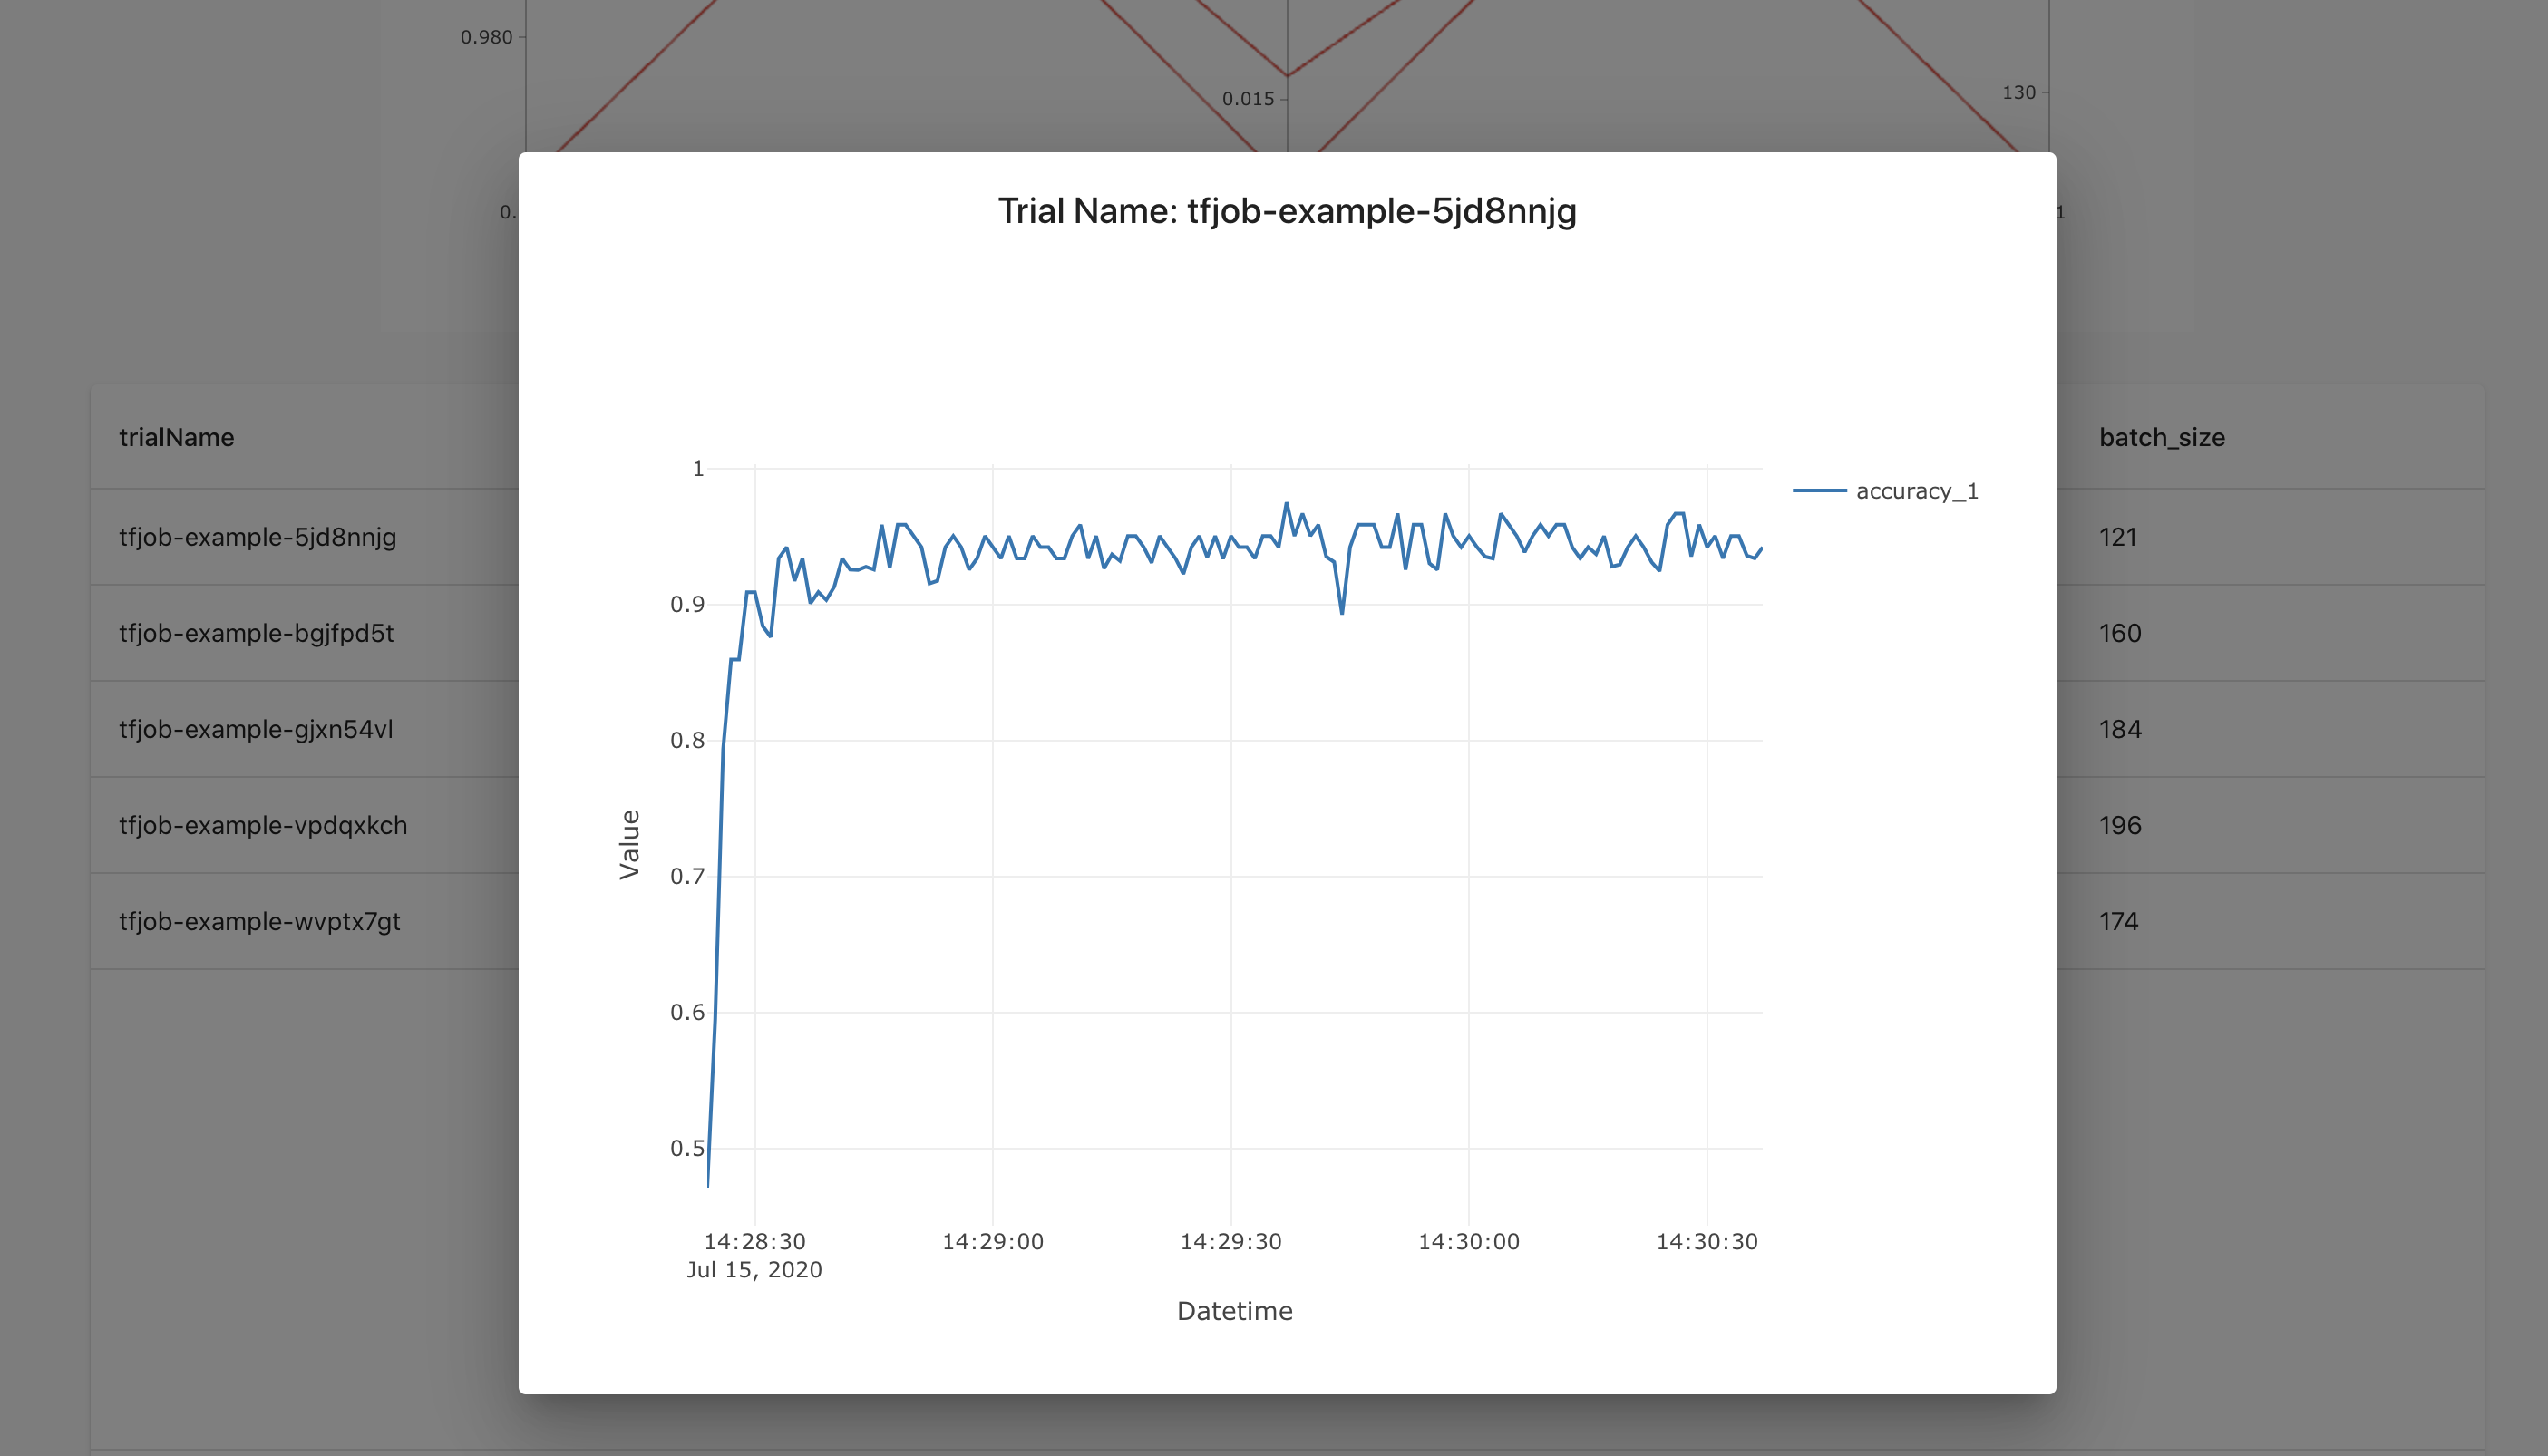 0.980
0.015
130
0.
1
Trial Name: tfjob-example-5jd8nnjg
trialName
batch_size
tfjob-example-5jd8nnjg
121
tfjob-example-bgjfpd5t
160
tfjob-example-gjxn54vl
184
tfjob-example-vpdqxkch
196
tfjob-example-wvptx7gt
174
1
0.9
0.8
0.7
0.6
0.5
Value
accuracy_1
14:28:30
14:29:00
14:29:30
14:30:00
14:30:30
Jul 15, 2020
Datetime